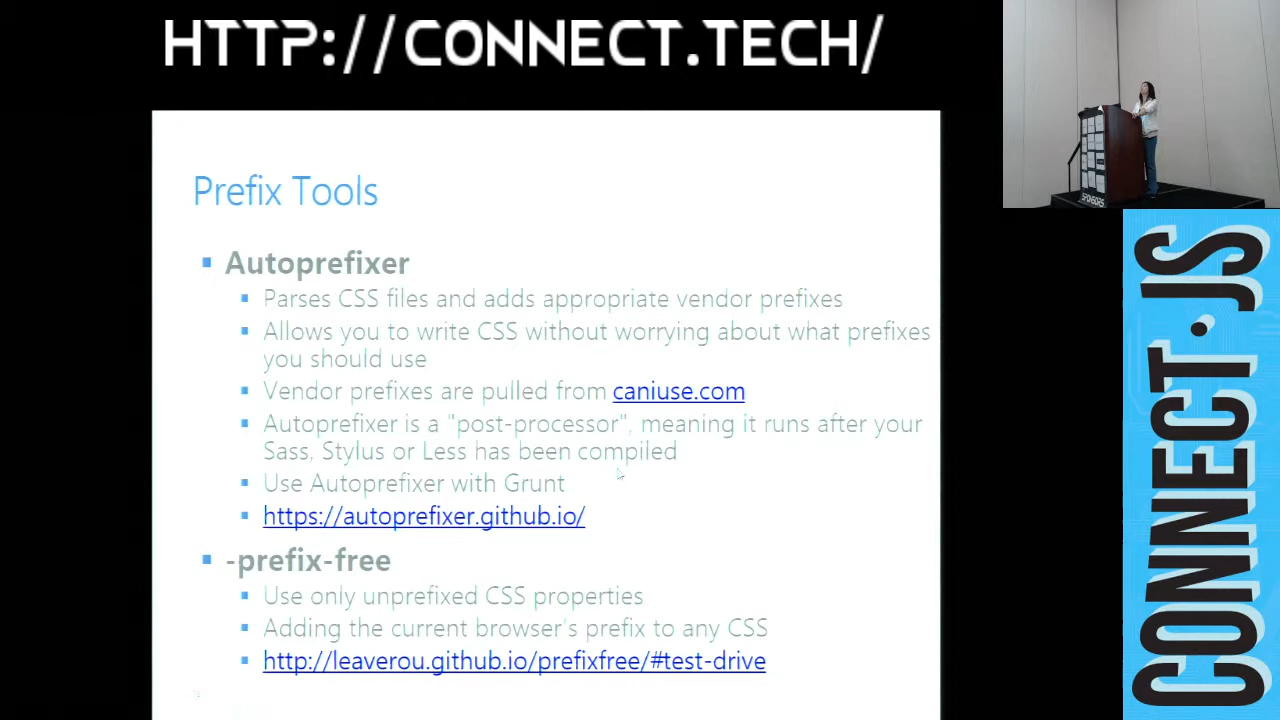 HTTP://CONNECT.TECH/
Prefix Tools
Autoprefixer
Parses CSS files and adds appropriate vendor prefixes
Allows you to write CSS without worrying about what prefixes
you should use
Vendor prefixes are pulled from caniuse.com
Autoprefixer is a "post-processor", meaning it runs after your
Sass, Stylus or Less has been compiled
Use Autoprefixer with Grunt
https://autoprefixer.github.io/
-prefix-free
Use only unprefixed CSS properties
Adding the current browser's prefix to any CSS
http://leaverou.github.io/prefixfree/#test-drive
SPONSORS
CONNECT.JS